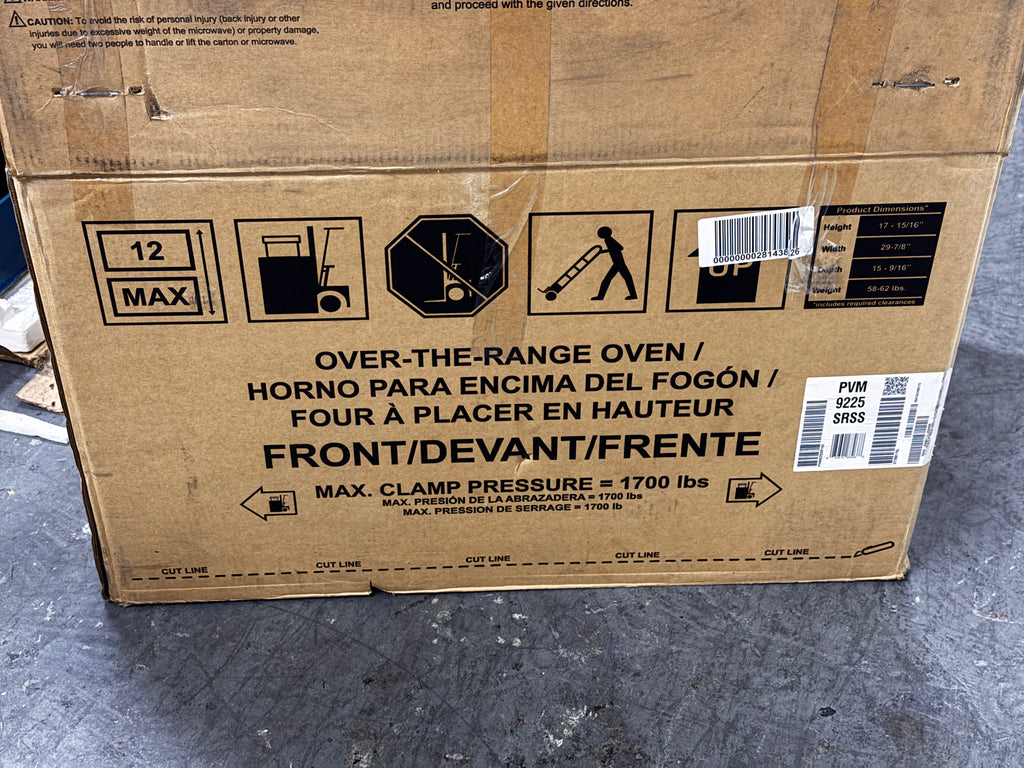 and proceed with the given directions.
CAUTION: To avoid the risk of personal injury (back injury or other
injuries due to excessive weight of the microwave) or property damage,
you will need two people to handle or lift the carton or microwave.
12
MAX
0000000028143826
UP
Product Dimensions*
Height 17 - 15/16"
Width 29-7/8"
Depth 15 - 9/16"
Weight 58-62 lbs.
*includes required clearances
OVER-THE-RANGE OVEN /
HORNO PARA ENCIMA DEL FOGÓN /
FOUR À PLACER EN HAUTEUR
FRONT/DEVANT/FRENTE
PVM
9225
SRSS
MAX. CLAMP PRESSURE = 1700 lbs
MAX. PRESIÓN DE LA ABRAZADERA = 1700 lbs
MAX. PRESSION DE SERRAGE = 1700 lb
CUT LINE CUT LINE CUT LINE CUT LINE CUT LINE